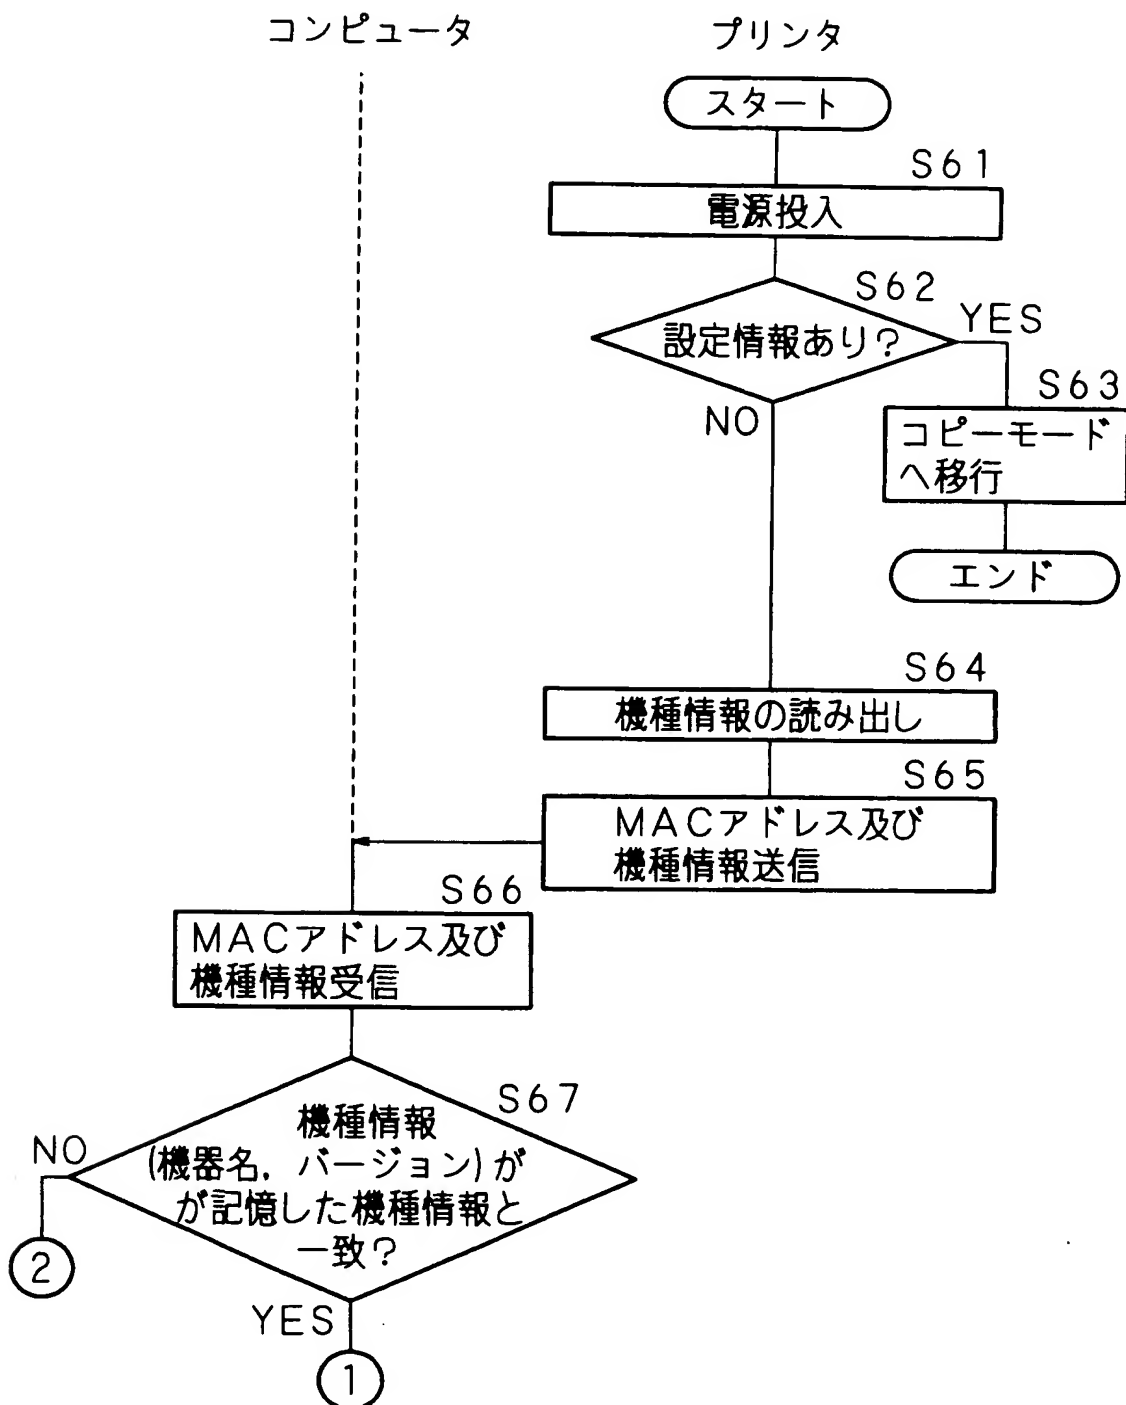 コンピュータ
プリンタ
スタート
S61
電源投入
S62
設定情報あり?
YES
NO
S63
コピーモード
へ移行
エンド
S64
機種情報の読み出し
S65
MACアドレス及び
機種情報送信
S66
MACアドレス及び
機種情報受信
S67
機種情報
(機器名, バージョン)が
が記憶した機種情報と
一致?
NO
2
YES
1